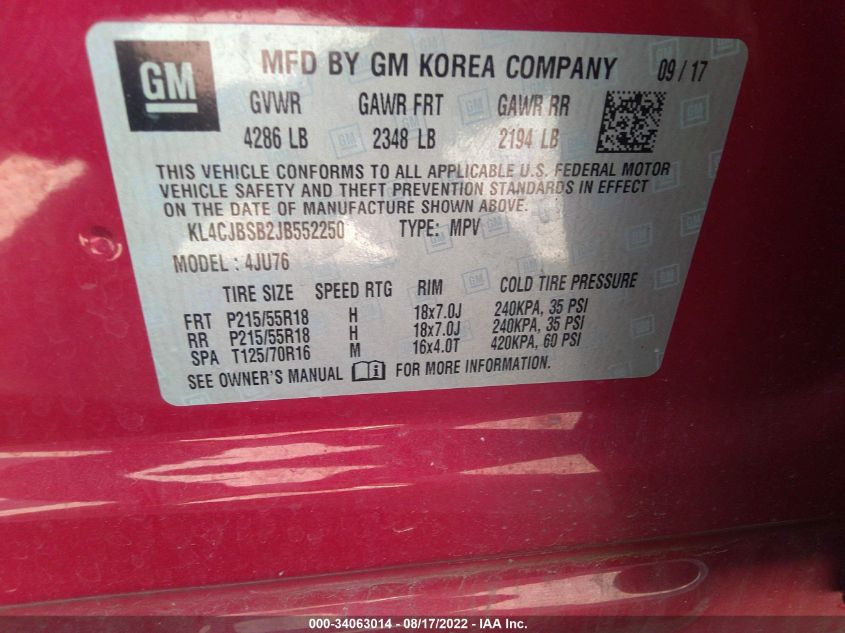 GM
MFD BY GM KOREA COMPANY 09/17
GVWR GAWR FRT GAWR RR
4286 LB 2348 LB 2194 LB
THIS VEHICLE CONFORMS TO ALL APPLICABLE U.S. FEDERAL MOTOR
VEHICLE SAFETY AND THEFT PREVENTION STANDARDS IN EFFECT
ON THE DATE OF MANUFACTURE SHOWN ABOVE.
KL4CJBSB2JB552250 TYPE: MPV
MODEL : 4JU76
TIRE SIZE SPEED RTG RIM COLD TIRE PRESSURE
FRT P215/55R18 H 18x7.0J 240KPA, 35 PSI
RR P215/55R18 H 18x7.0J 240KPA, 35 PSI
SPA T125/70R16 M 16x4.0T 420KPA, 60 PSI
SEE OWNER'S MANUAL i FOR MORE INFORMATION.
000-34063014 - 08/17/2022 - IAA Inc.